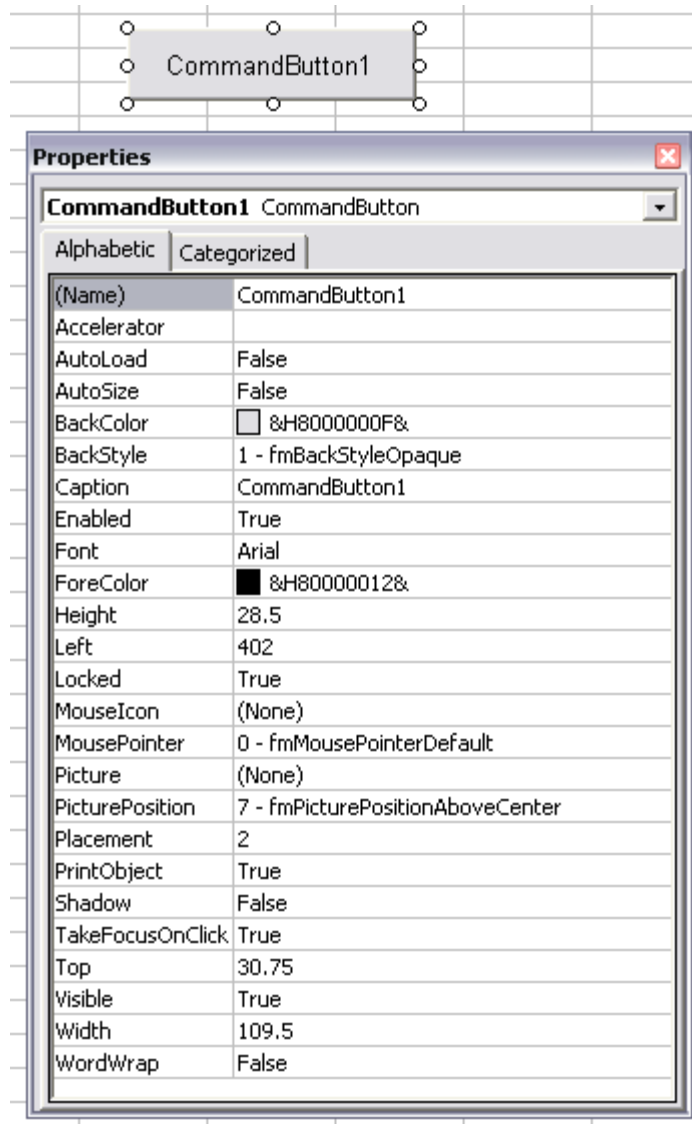 CommandButton1
Properties
CommandButton1 CommandButton
Alphabetic Categorized
(Name) CommandButton1
Accelerator
AutoLoad False
AutoSize False
BackColor &H8000000F&
BackStyle 1 - fmBackStyleOpaque
Caption CommandButton1
Enabled True
Font Arial
ForeColor &H80000012&
Height 28.5
Left 402
Locked True
MouseIcon (None)
MousePointer 0 - fmMousePointerDefault
Picture (None)
PicturePosition 7 - fmPicturePositionAboveCenter
Placement 2
PrintObject True
Shadow False
TakeFocusOnClick True
Top 30.75
Visible True
Width 109.5
WordWrap False